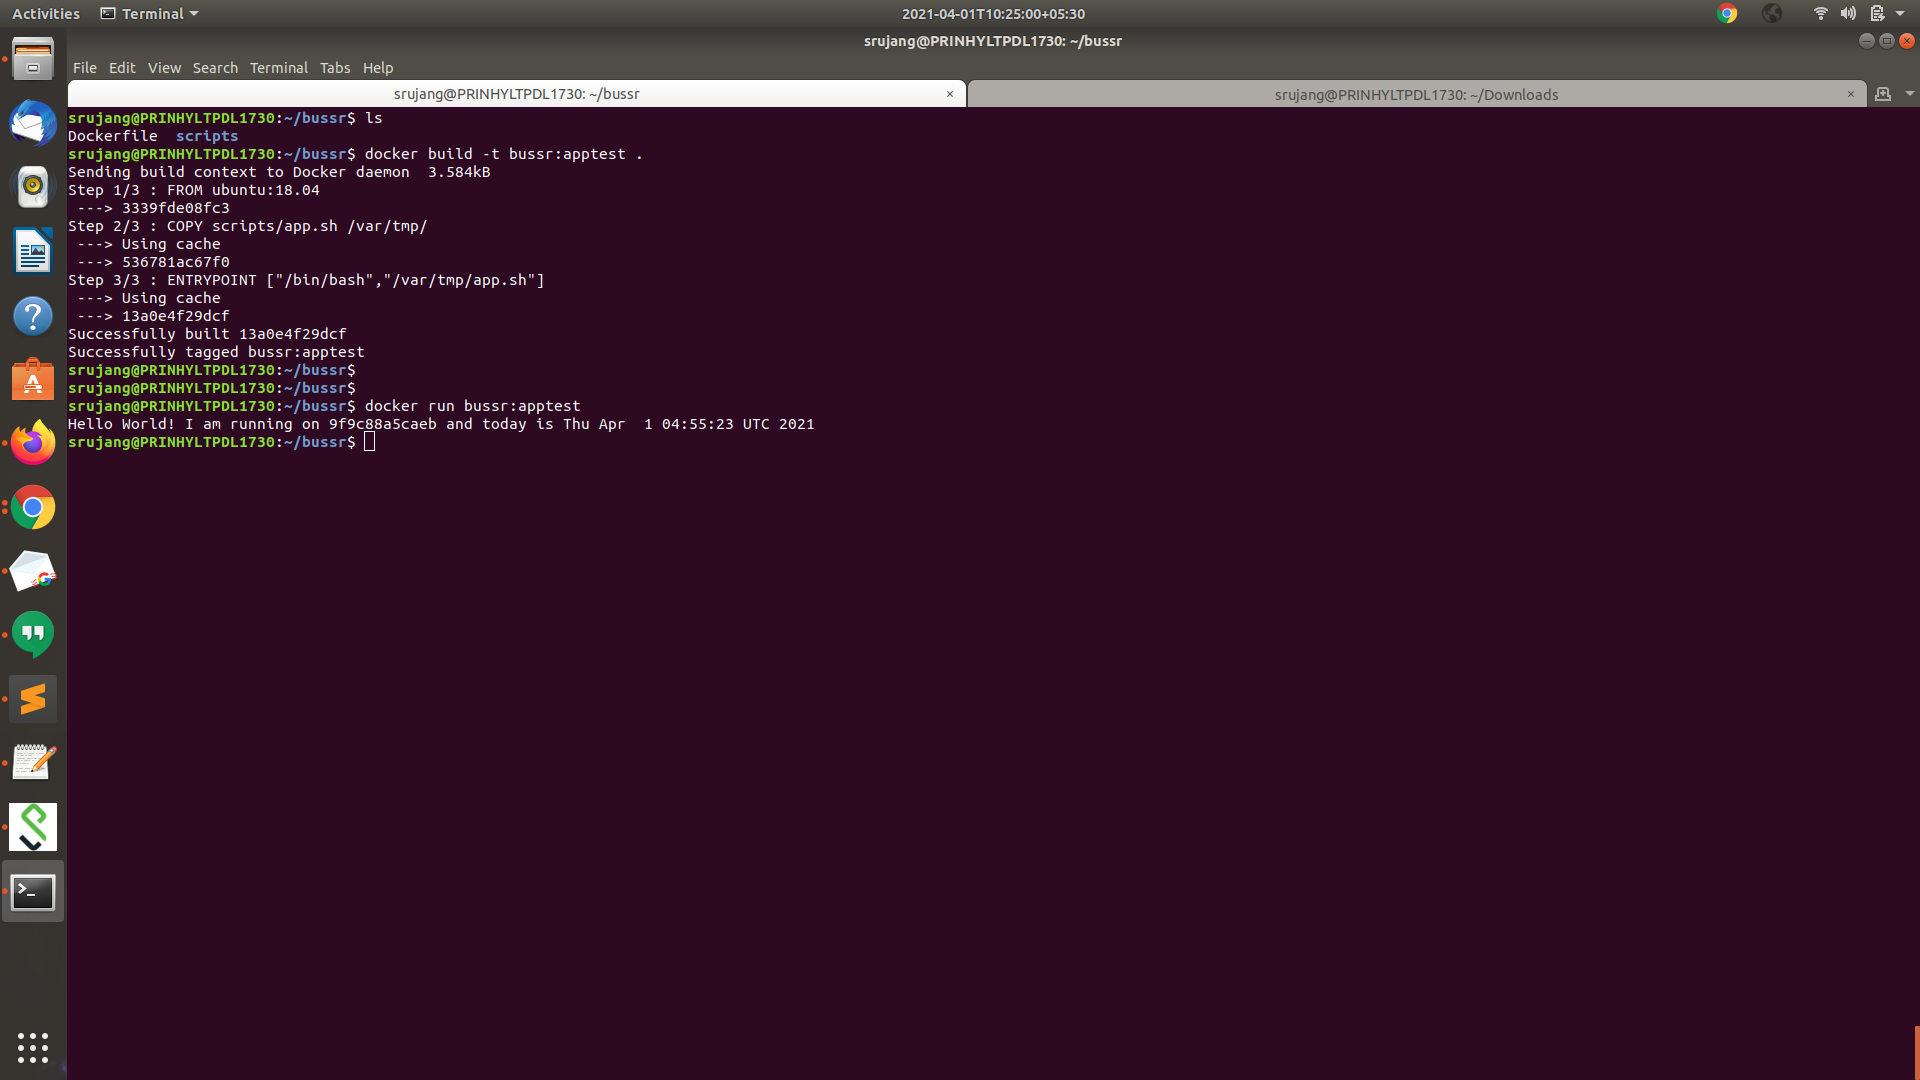 Activities Terminal 2021-04-01T10:25:00+05:30
srujang@PRINHYLTPDL1730: ~/bussr
File Edit View Search Terminal Tabs Help
srujang@PRINHYLTPDL1730: ~/bussr × srujang@PRINHYLTPDL1730: ~/Downloads ×
srujang@PRINHYLTPDL1730:~/bussr$ ls
Dockerfile  scripts
srujang@PRINHYLTPDL1730:~/bussr$ docker build -t bussr:apptest .
Sending build context to Docker daemon  3.584kB
Step 1/3 : FROM ubuntu:18.04
 ---> 3339fde08fc3
Step 2/3 : COPY scripts/app.sh /var/tmp/
 ---> Using cache
 ---> 536781ac67f0
Step 3/3 : ENTRYPOINT ["/bin/bash","/var/tmp/app.sh"]
 ---> Using cache
 ---> 13a0e4f29dcf
Successfully built 13a0e4f29dcf
Successfully tagged bussr:apptest
srujang@PRINHYLTPDL1730:~/bussr$
srujang@PRINHYLTPDL1730:~/bussr$
srujang@PRINHYLTPDL1730:~/bussr$ docker run bussr:apptest
Hello World! I am running on 9f9c88a5caeb and today is Thu Apr  1 04:55:23 UTC 2021
srujang@PRINHYLTPDL1730:~/bussr$